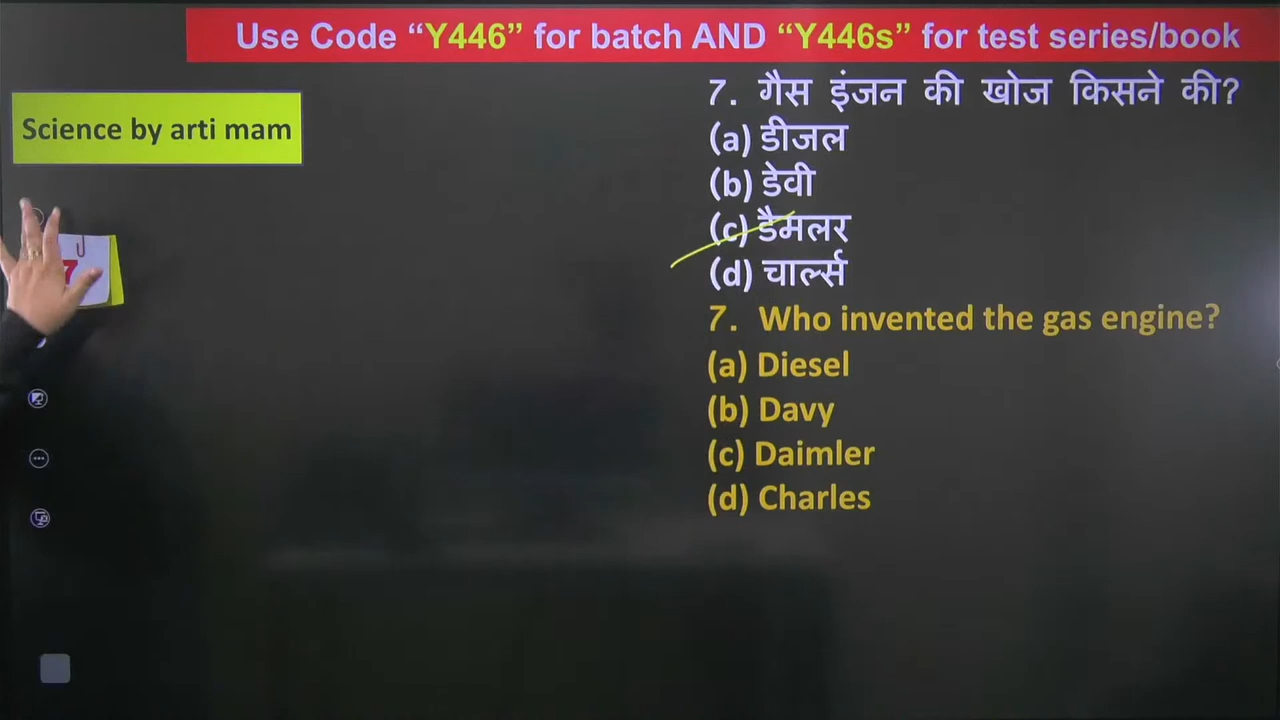 Use Code “Y446” for batch AND “Y446s” for test series/book
Science by arti mam
7
7. गैस इंजन की खोज किसने की?
(a) डीजल
(b) डेवी
(c) डैमलर
(d) चार्ल्स
7. Who invented the gas engine?
(a) Diesel
(b) Davy
(c) Daimler
(d) Charles